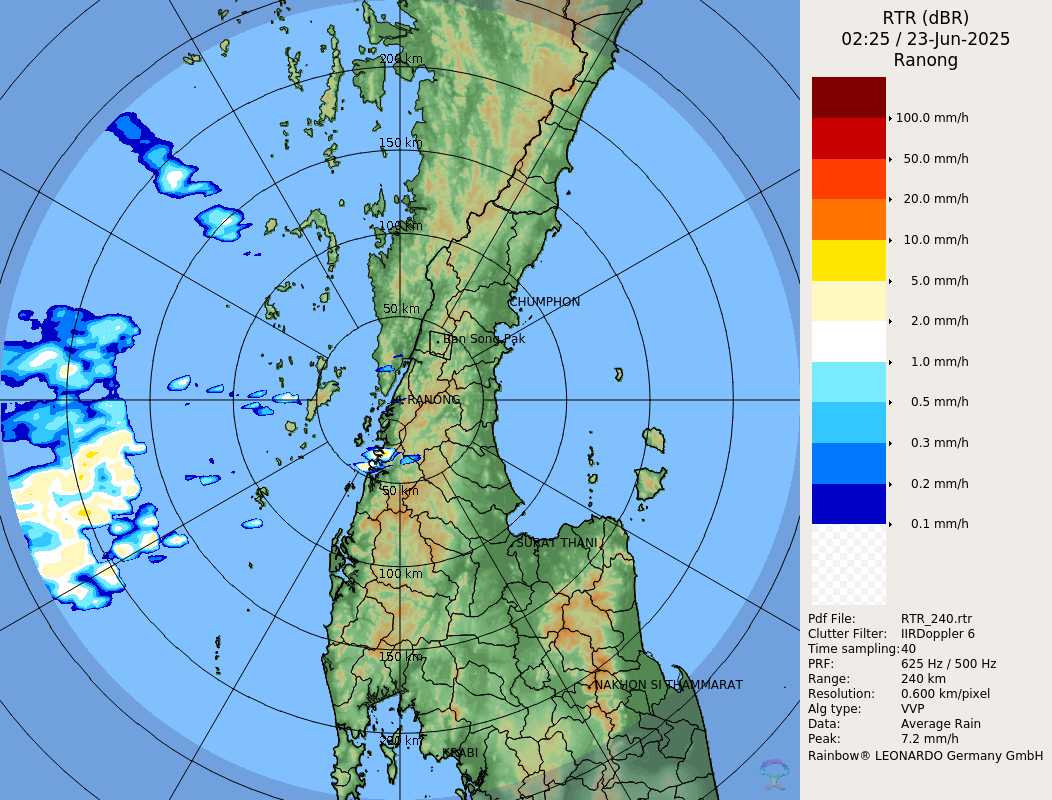 RTR (dBR)
02:25 / 23-Jun-2025
Ranong
100.0 mm/h
50.0 mm/h
20.0 mm/h
10.0 mm/h
5.0 mm/h
2.0 mm/h
1.0 mm/h
0.5 mm/h
0.3 mm/h
0.2 mm/h
0.1 mm/h
Pdf File: RTR_240.rtr
Clutter Filter: IIRDoppler 6
Time sampling:40
PRF: 625 Hz / 500 Hz
Range: 240 km
Resolution: 0.600 km/pixel
Alg type: VVP
Data: Average Rain
Peak: 7.2 mm/h
Rainbow® LEONARDO Germany GmbH
200 km
150 km
100 km
50 km
CHUMPHON
Ban Song Pak
RANONG
50 km
SURAT THANI
100 km
150 km
NAKHON SI THAMMARAT
200 km
KRABI